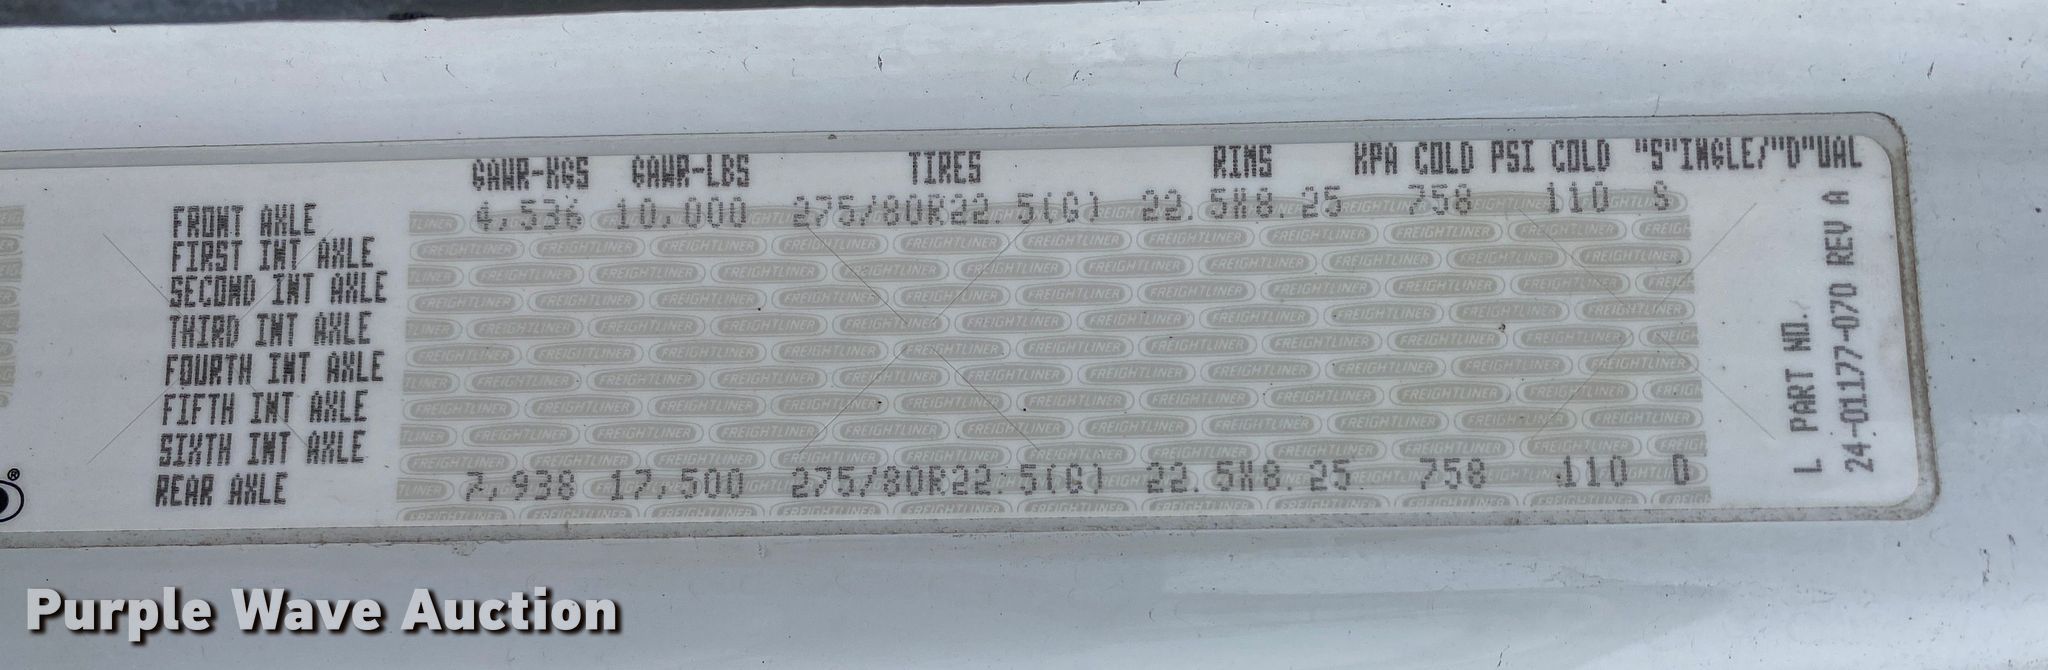 GAWR-KGS GAWR-LBS TIRES RIMS KPA COLD PSI COLD "S"INGLE/"D"UAL
FRONT AXLE 4,536 10,000 275/80R22.5(G) 22.5X8.25 758 110 S
FIRST INT AXLE
SECOND INT AXLE
THIRD INT AXLE
FOURTH INT AXLE
FIFTH INT AXLE
SIXTH INT AXLE
REAR AXLE 7,938 17,500 275/80R22.5(G) 22.5X8.25 758 110 D
L PART NO.
24-01177-070 REV A
FREIGHTLINER
®
Purple Wave Auction